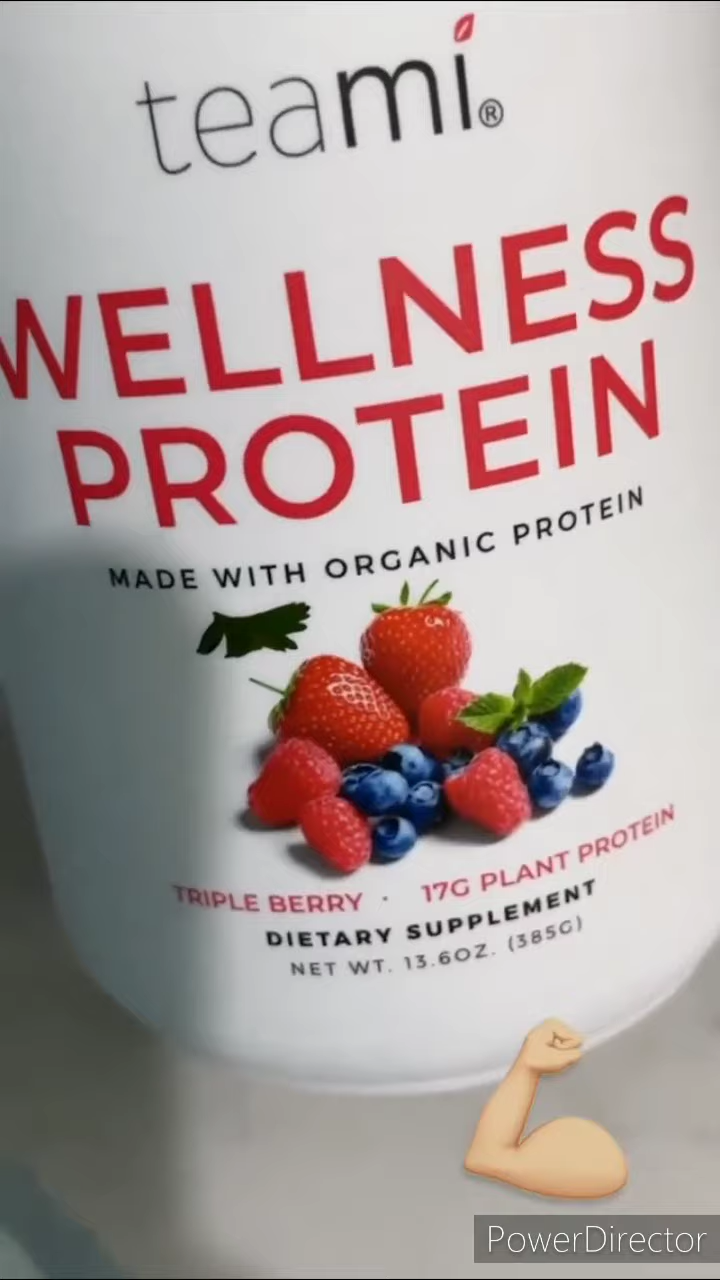 teami®
WELLNESS
PROTEIN
MADE WITH ORGANIC PROTEIN
TRIPLE BERRY · 17G PLANT PROTEIN
DIETARY SUPPLEMENT
NET WT. 13.6OZ. (385G)
PowerDirector